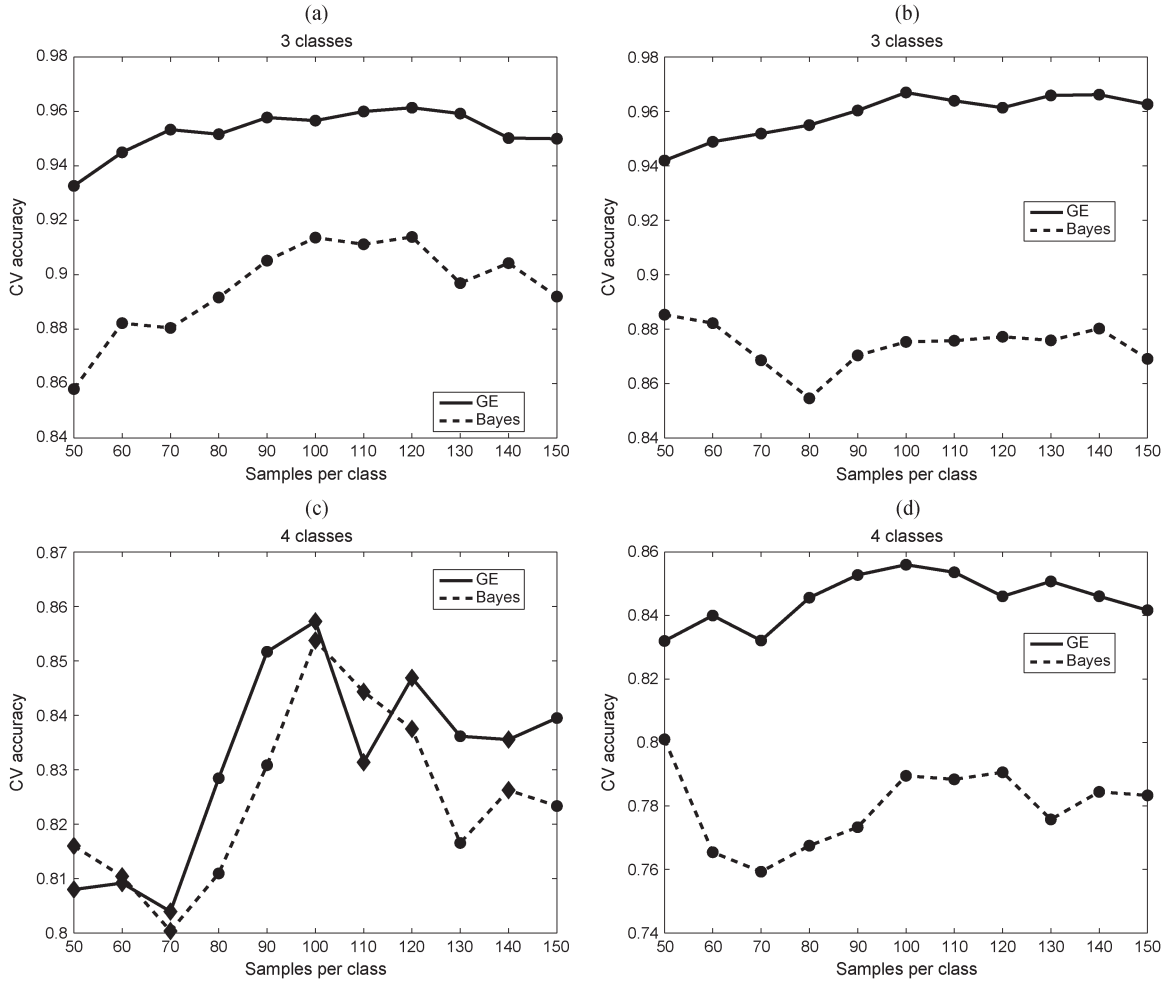 (a)
3 classes
0.98
0.96
0.94
0.92
0.9
0.88
0.86
0.84
CV accuracy
50 60 70 80 90 100 110 120 130 140 150
Samples per class
GE
Bayes
(b)
3 classes
0.98
0.96
0.94
0.92
0.9
0.88
0.86
0.84
CV accuracy
50 60 70 80 90 100 110 120 130 140 150
Samples per class
GE
Bayes
(c)
4 classes
0.87
0.86
0.85
0.84
0.83
0.82
0.81
0.8
CV accuracy
50 60 70 80 90 100 110 120 130 140 150
Samples per class
GE
Bayes
(d)
4 classes
0.86
0.84
0.82
0.8
0.78
0.76
0.74
CV accuracy
50 60 70 80 90 100 110 120 130 140 150
Samples per class
GE
Bayes